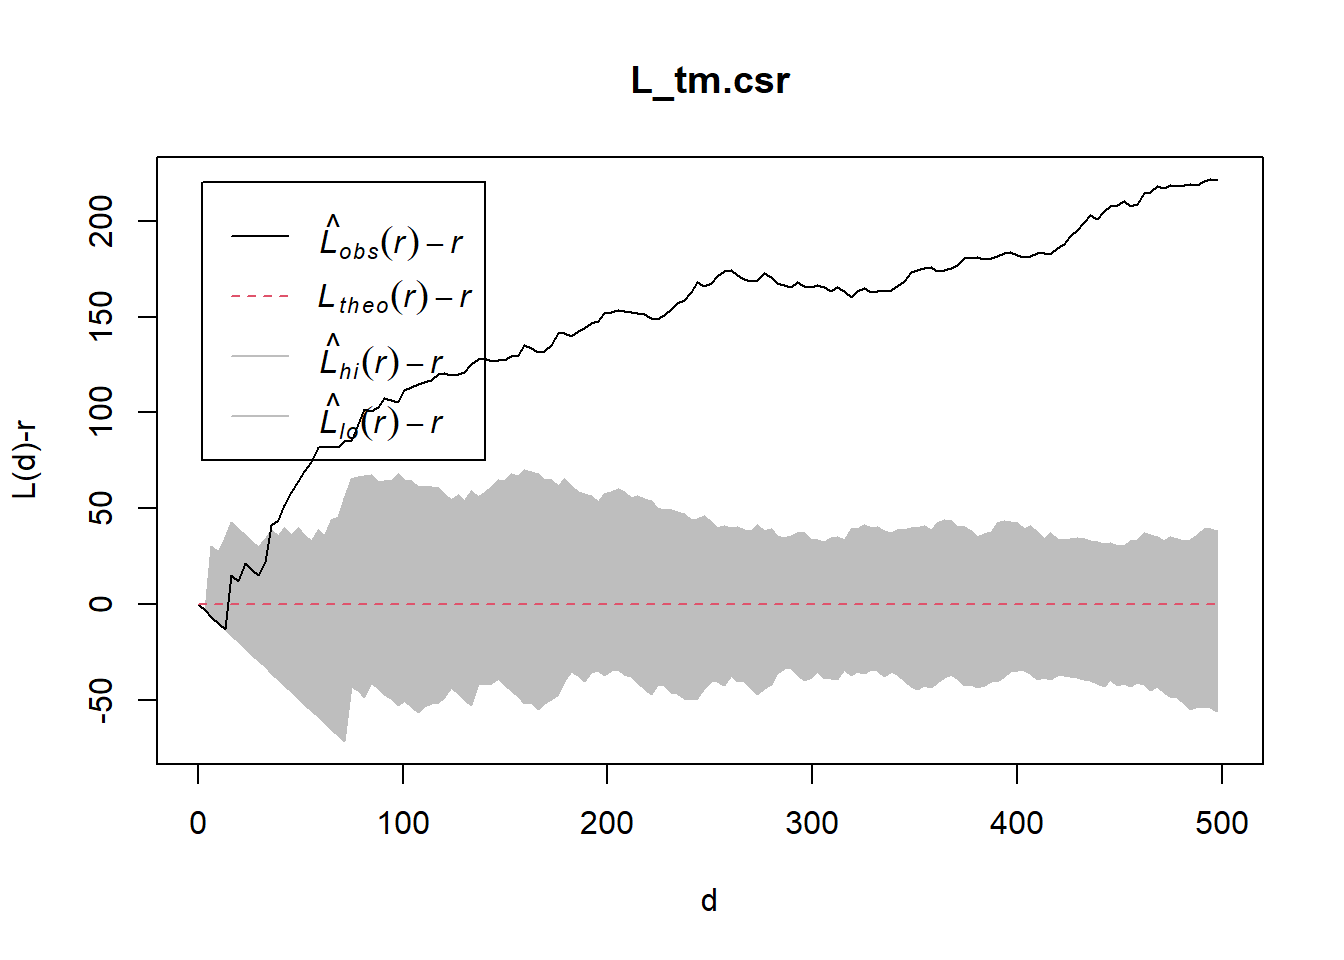 L_tm.csr
L̂obs(r) − r
Ltheo(r) − r
L̂hi(r) − r
L̂lo(r) − r
L(d)-r
200
150
100
50
0
-50
0 100 200 300 400 500
d